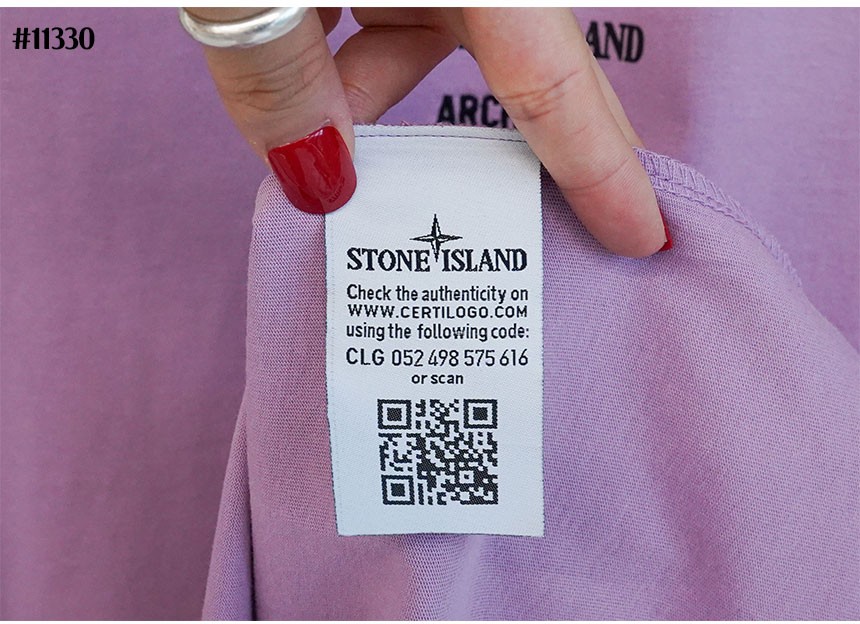 #11330
AND
STONE ISLAND
Check the authenticity on
WWW.CERTILOGO.COM
using the following code:
CLG 052 498 575 616
or scan